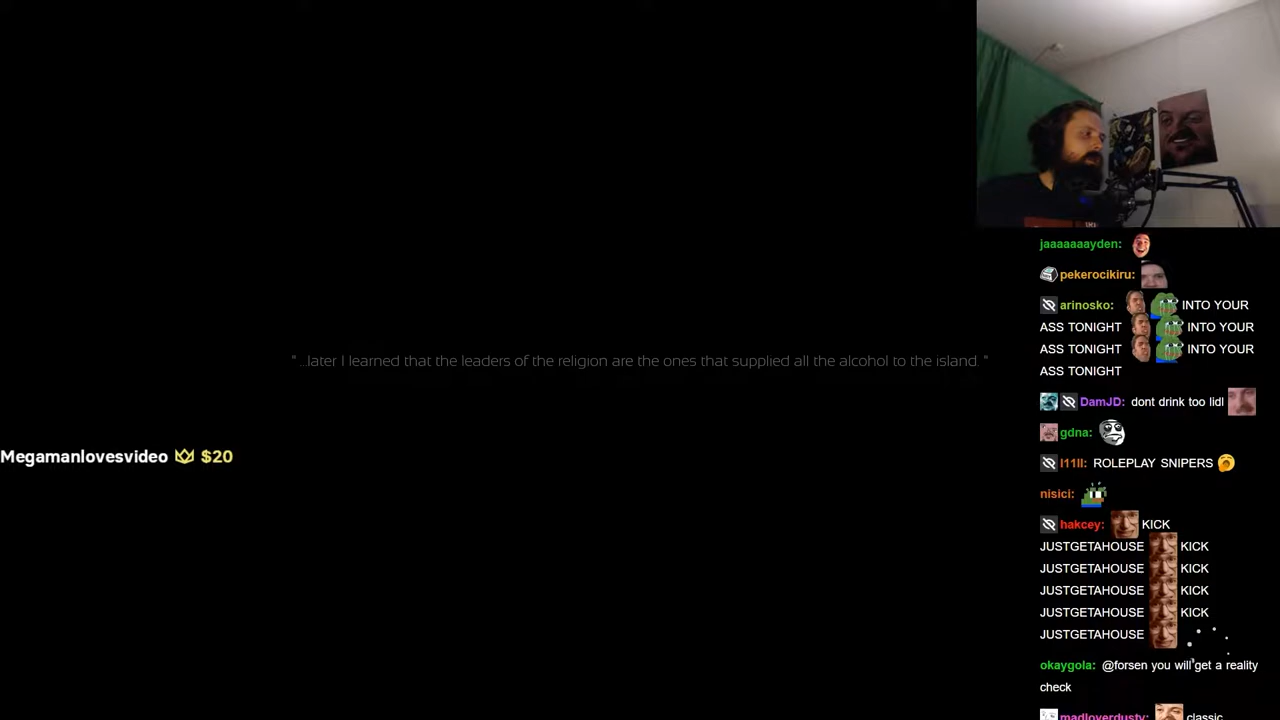 "...later I learned that the leaders of the religion are the ones that supplied all the alcohol to the island."
Megamanlovesvideo $20
jaaaaaaayden:
pekerocikiru:
arinosko: INTO YOUR
ASS TONIGHT INTO YOUR
ASS TONIGHT INTO YOUR
ASS TONIGHT
DamJD: dont drink too lidl
gdna:
l11ll: ROLEPLAY SNIPERS
nisici:
hakcey: KICK
JUSTGETAHOUSE KICK
JUSTGETAHOUSE KICK
JUSTGETAHOUSE KICK
JUSTGETAHOUSE KICK
JUSTGETAHOUSE
okaygola: @forsen you will get a reality
check
madloverdusty: classic